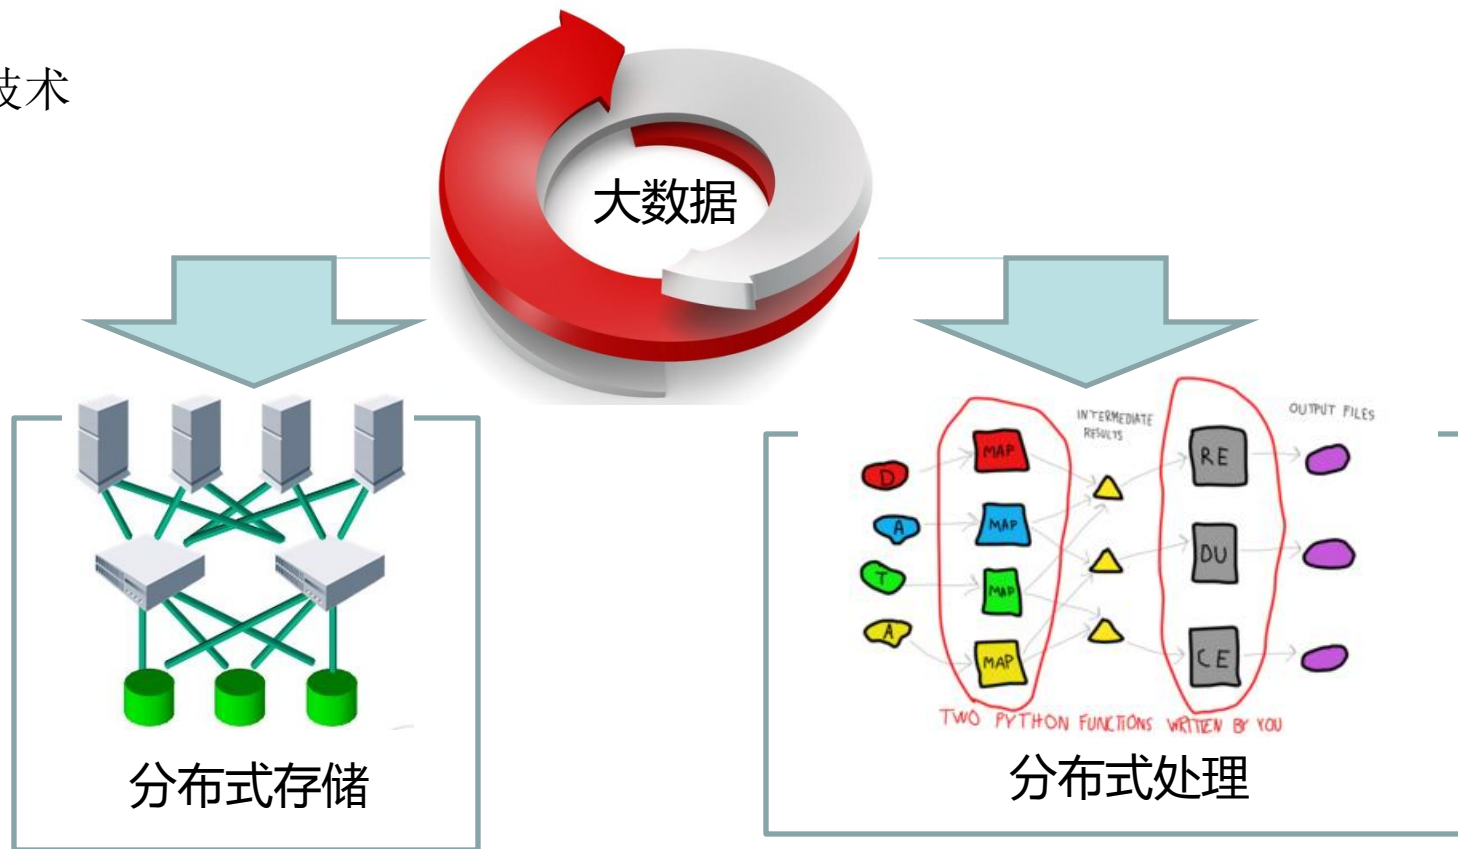 技术
大数据
INTERMEDIATE
RESULTS
OUTPUT FILES
D
MAP
RE
A
MAP
DU
T
MAP
A
MAP
CE
TWO PYTHON FUNCTIONS WRITTEN BY YOU
分布式存储
分布式处理